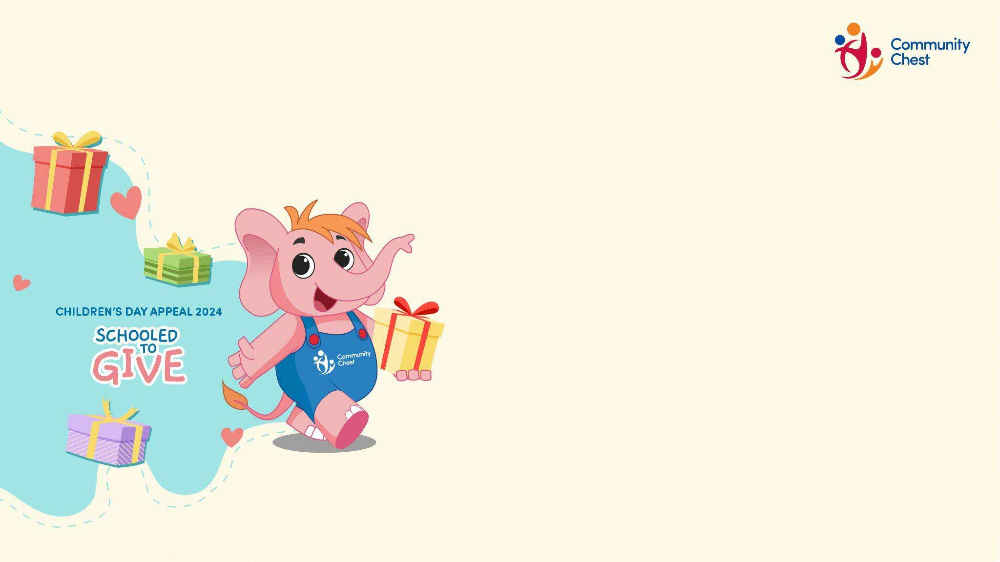 Community
Chest
CHILDREN'S DAY APPEAL 2024
SCHOOLED
TO
GIVE
Community
Chest